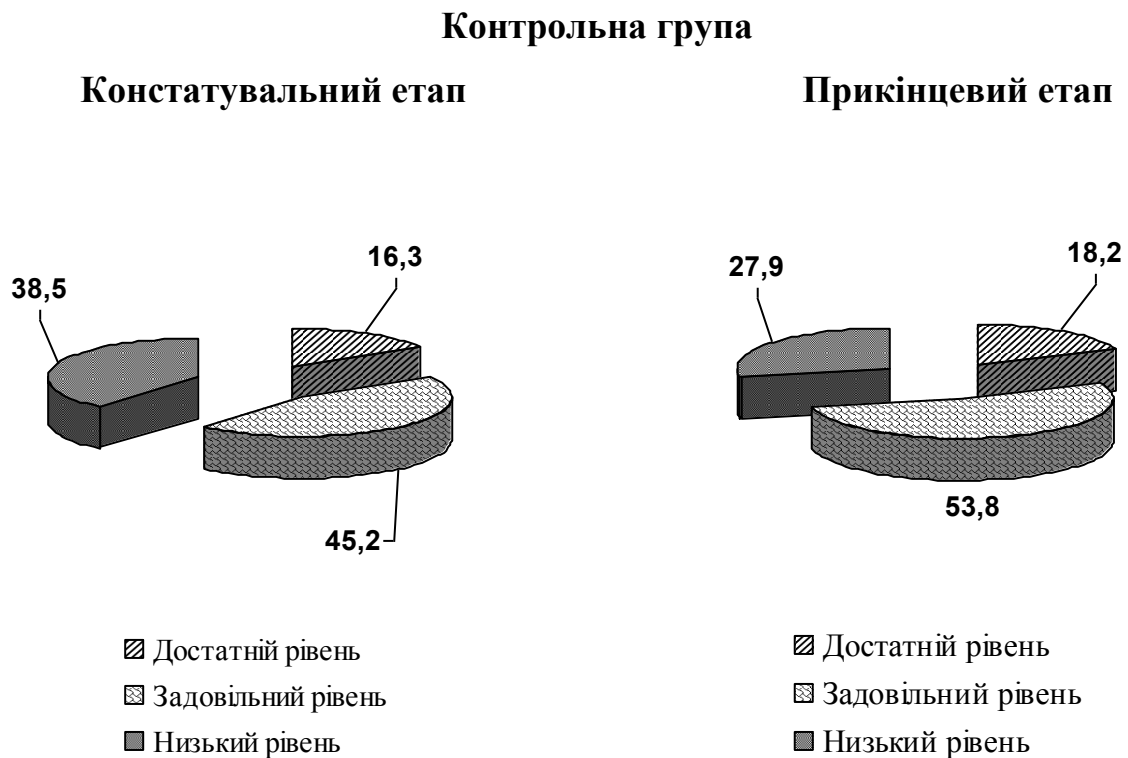 Контрольна група
Констатувальний етап
Прикінцевий етап
38,5
16,3
45,2
27,9
18,2
53,8
Достатній рівень
Задовільний рівень
Низький рівень
Достатній рівень
Задовільний рівень
Низький рівень